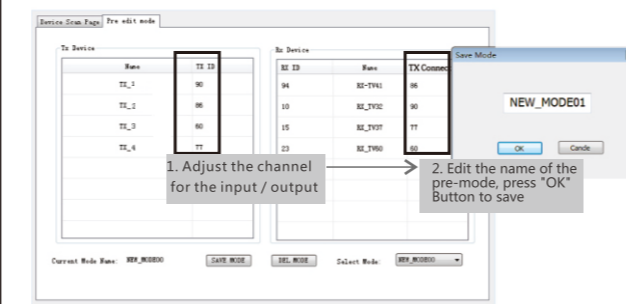 Device Scan Page Pre edit mode
Tx Device
Name TX ID
TX_1 90
TX_2 86
TX_3 60
TX_4 77
Rx Device
RX ID Name TX Connec
94 RX-TV41 86
10 RX_TV32 90
15 RX_TV37 77
23 RX_TV60 60
Save Mode
NEW_MODE01
OK Cancle
1. Adjust the channel
for the input / output
2. Edit the name of the
pre-mode, press "OK"
Button to save
Current Mode Name: NEW_MODE00 SAVE MODE DEL MODE Select Mode: NEW_MODE00